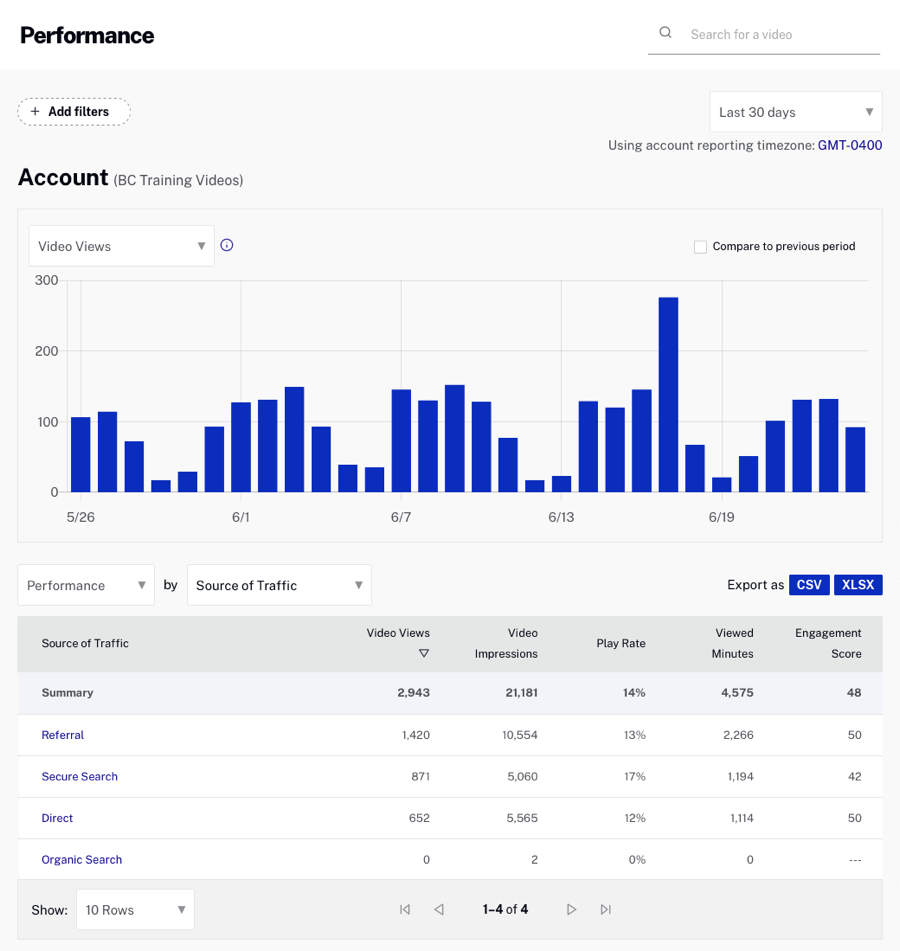 Performance
Search for a video
+ Add filters
Last 30 days
Using account reporting timezone: GMT-0400
Account (BC Training Videos)
Video Views
Compare to previous period
300
200
100
0
5/26 6/1 6/7 6/13 6/19
Performance by Source of Traffic Export as CSV XLSX
Source of Traffic Video Views Video Impressions Play Rate Viewed Minutes Engagement Score
Summary 2,943 21,181 14% 4,575 48
Referral 1,420 10,554 13% 2,266 50
Secure Search 871 5,060 17% 1,194 42
Direct 652 5,565 12% 1,114 50
Organic Search 0 2 0% 0 ---
Show: 10 Rows 1–4 of 4